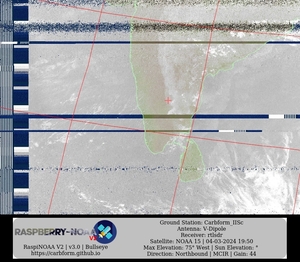 RASPBERRY-NOAA
V2
RaspiNOAA V2 | v3.0 | Bullseye
https://carbform.github.io
Ground Station: Carbform_IISc
Antenna: V-Dipole
Receiver: rtlsdr
Satellite: NOAA 15 | 04-03-2024 19:50
Max Elevation: 75° West | Sun Elevation: °
Direction: Northbound | MCIR | Gain: 44